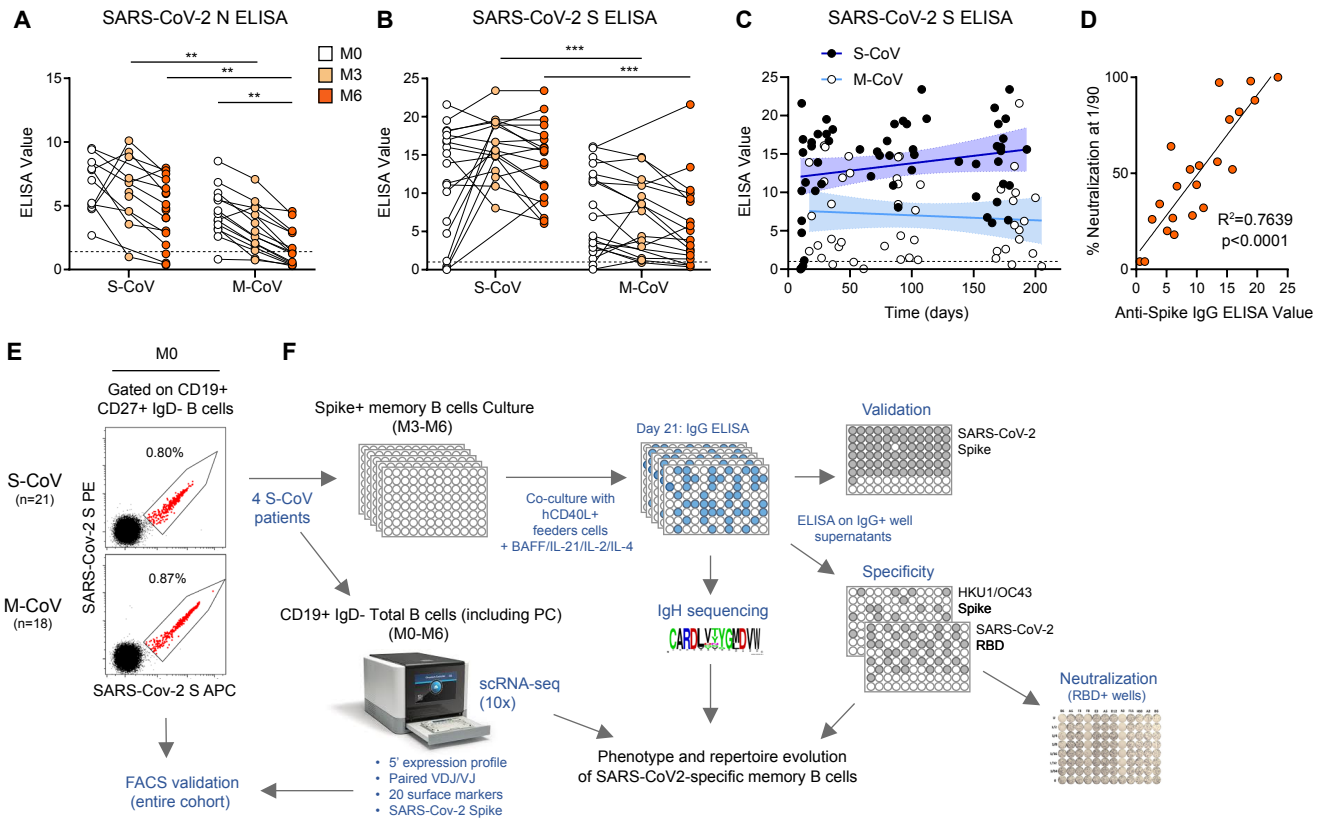 A
SARS-CoV-2 N ELISA
**
**
**
M0
M3
M6
ELISA Value
15
10
5
0
S-CoV
M-CoV
B
SARS-CoV-2 S ELISA
***
***
ELISA Value
25
20
15
10
5
0
S-CoV
M-CoV
C
SARS-CoV-2 S ELISA
S-CoV
M-CoV
ELISA Value
25
20
15
10
5
0
0
50
100
150
200
Time (days)
D
% Neutralization at 1/90
100
50
0
R²=0.7639
p<0.0001
0
5
10
15
20
25
Anti-Spike IgG ELISA Value
E
M0
Gated on CD19+
CD27+ IgD- B cells
S-CoV
(n=21)
0.80%
M-CoV
(n=18)
0.87%
SARS-Cov-2 S PE
SARS-Cov-2 S APC
FACS validation
(entire cohort)
F
4 S-CoV
patients
Spike+ memory B cells Culture
(M3-M6)
Co-culture with
hCD40L+
feeders cells
+ BAFF/IL-21/IL-2/IL-4
Day 21: IgG ELISA
Validation
SARS-CoV-2
Spike
ELISA on IgG+ well
supernatants
Specificity
HKU1/OC43
Spike
SARS-CoV-2
RBD
Neutralization
(RBD+ wells)
IgH sequencing
CD19+ IgD- Total B cells (including PC)
(M0-M6)
scRNA-seq
(10x)
• 5' expression profile
• Paired VDJ/VJ
• 20 surface markers
• SARS-Cov-2 Spike
Phenotype and repertoire evolution
of SARS-CoV2-specific memory B cells